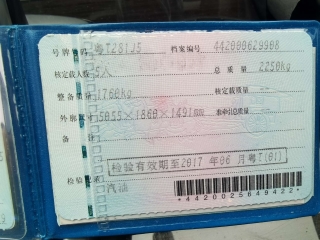 号牌号码 粤T281J5 档案编号 442000629908
核定载人数 5人 总质量 2250kg
整备质量 1760kg 核定载质量 --
外廓尺寸 5055×1860×1491mm 准牵引总质量 --
备注
检验有效期至2017年06月粤T(01)
检验记录 汽油
*4420025649422*